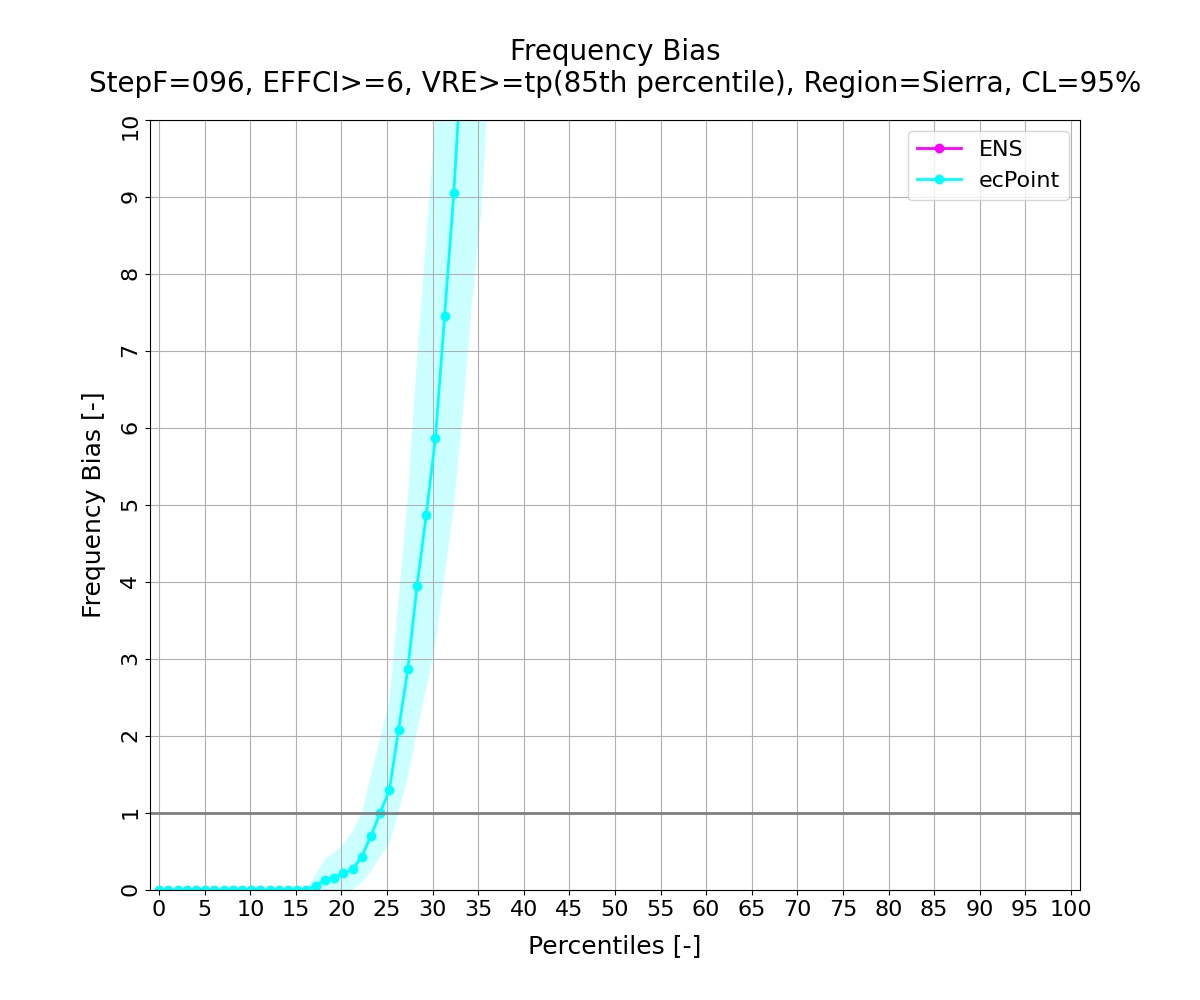 Frequency Bias
StepF=096, EFFCI>=6, VRE>=tp(85th percentile), Region=Sierra, CL=95%
ENS
ecPoint
Frequency Bias [-]
10
9
8
7
6
5
4
3
2
1
0
0 5 10 15 20 25 30 35 40 45 50 55 60 65 70 75 80 85 90 95 100
Percentiles [-]